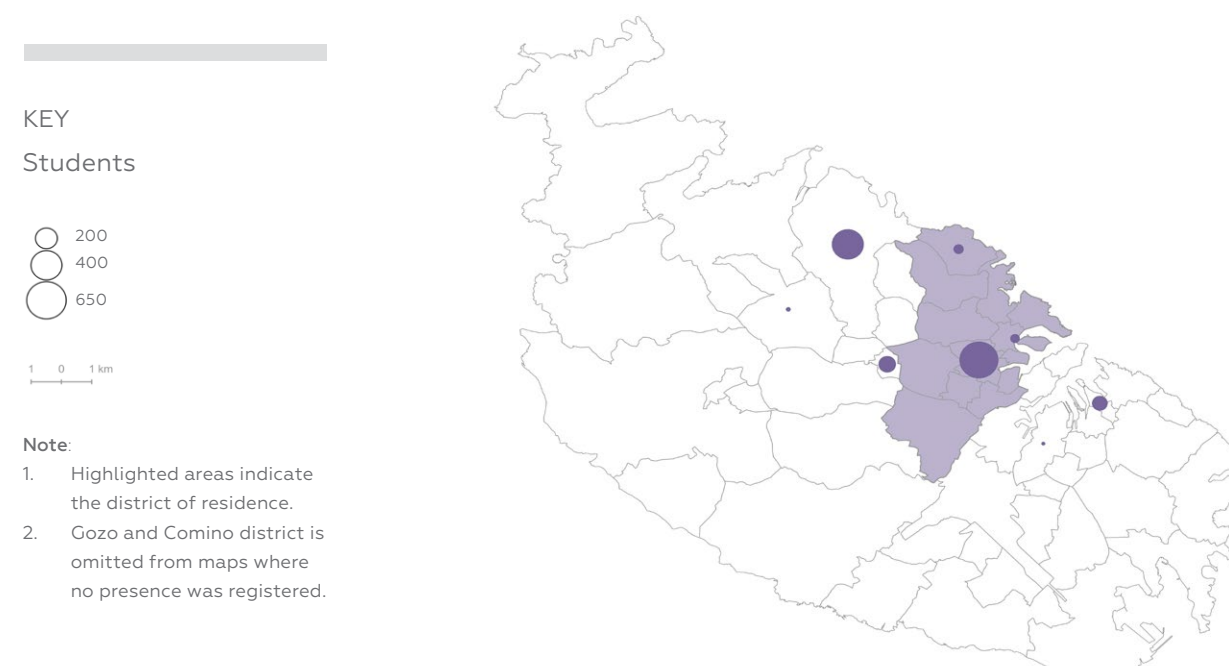 KEY
Students
200
400
650
1 0 1 km
Note:
1. Highlighted areas indicate
the district of residence.
2. Gozo and Comino district is
omitted from maps where
no presence was registered.